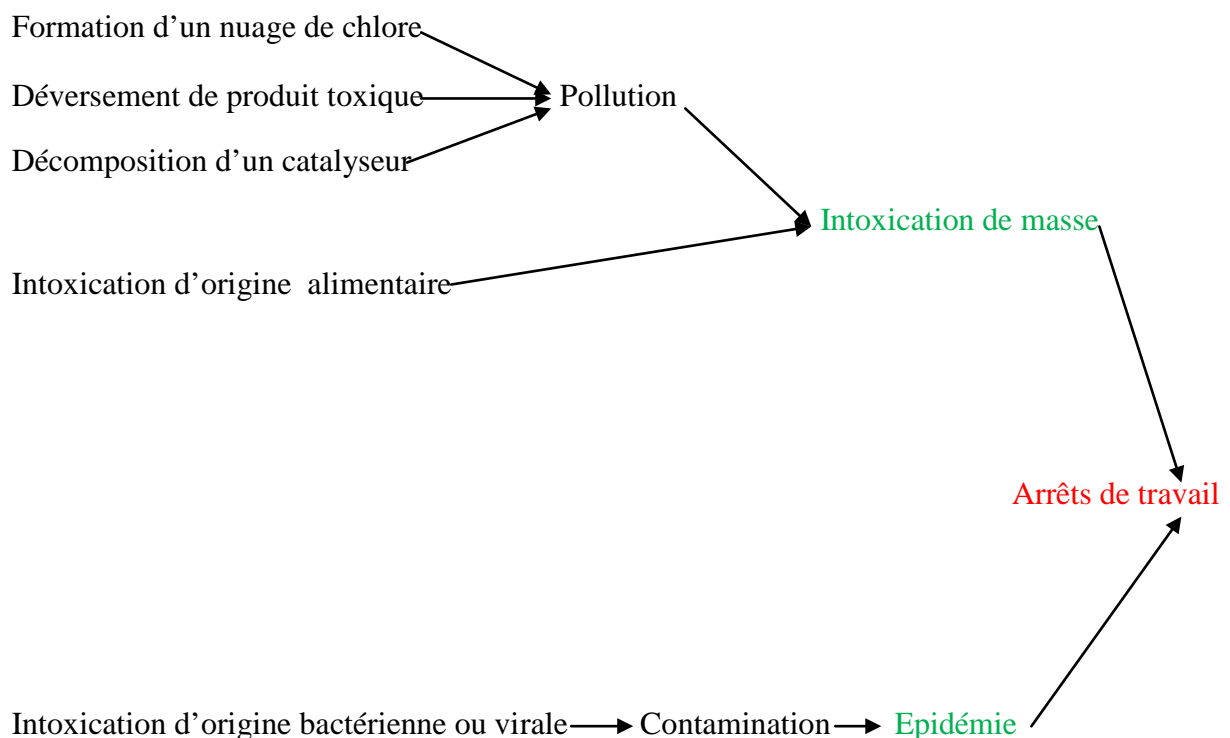 Formation d’un nuage de chlore
Déversement de produit toxique
Pollution
Décomposition d’un catalyseur
Intoxication de masse
Intoxication d’origine alimentaire
Arrêts de travail
Intoxication d’origine bactérienne ou virale
Contamination
Epidémie